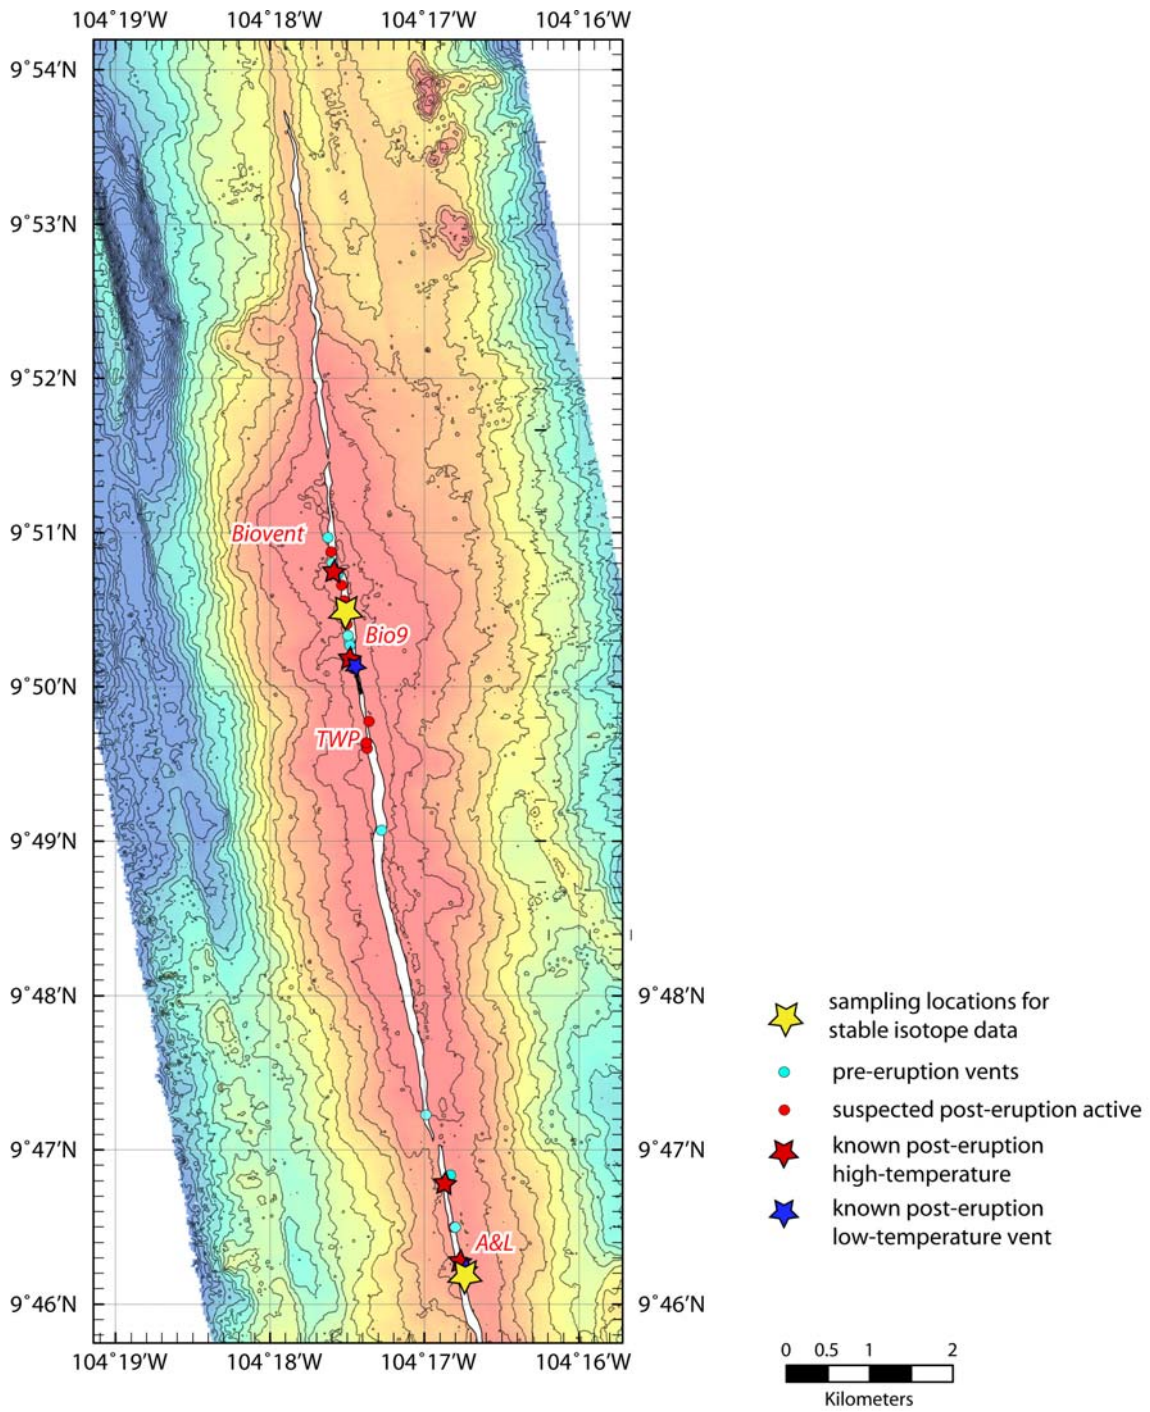 104°19′W 104°18′W 104°17′W 104°16′W
9°54′N
9°53′N
9°52′N
9°51′N
Biovent
Bio9
9°50′N
TWP
9°49′N
9°48′N 9°48′N
sampling locations for
stable isotope data
pre-eruption vents
9°47′N 9°47′N
suspected post-eruption active
known post-eruption
high-temperature
known post-eruption
low-temperature vent
A&L
9°46′N 9°46′N
104°19′W 104°18′W 104°17′W 104°16′W
0 0.5 1 2
Kilometers